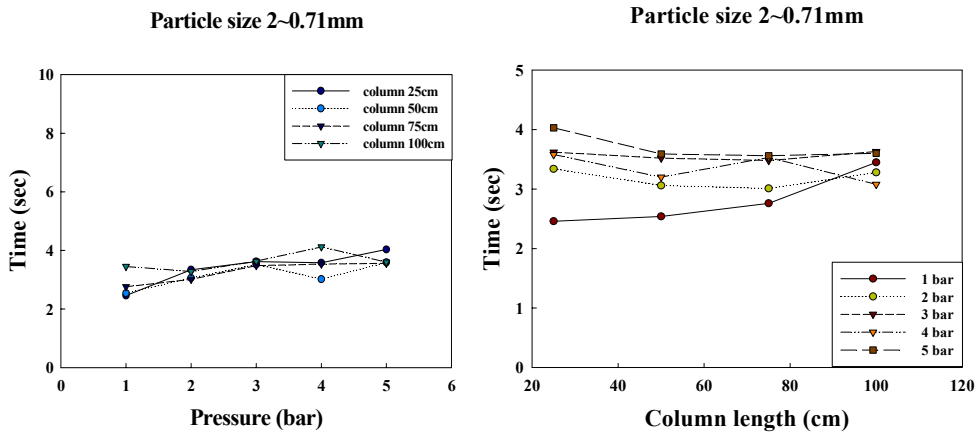 Particle size 2~0.71mm
10
8
6
4
2
0
0 1 2 3 4 5 6
Time (sec)
Pressure (bar)
column 25cm
column 50cm
column 75cm
column 100cm
Particle size 2~0.71mm
5
4
3
2
1
0
20 40 60 80 100 120
Time (sec)
Column length (cm)
1 bar
2 bar
3 bar
4 bar
5 bar